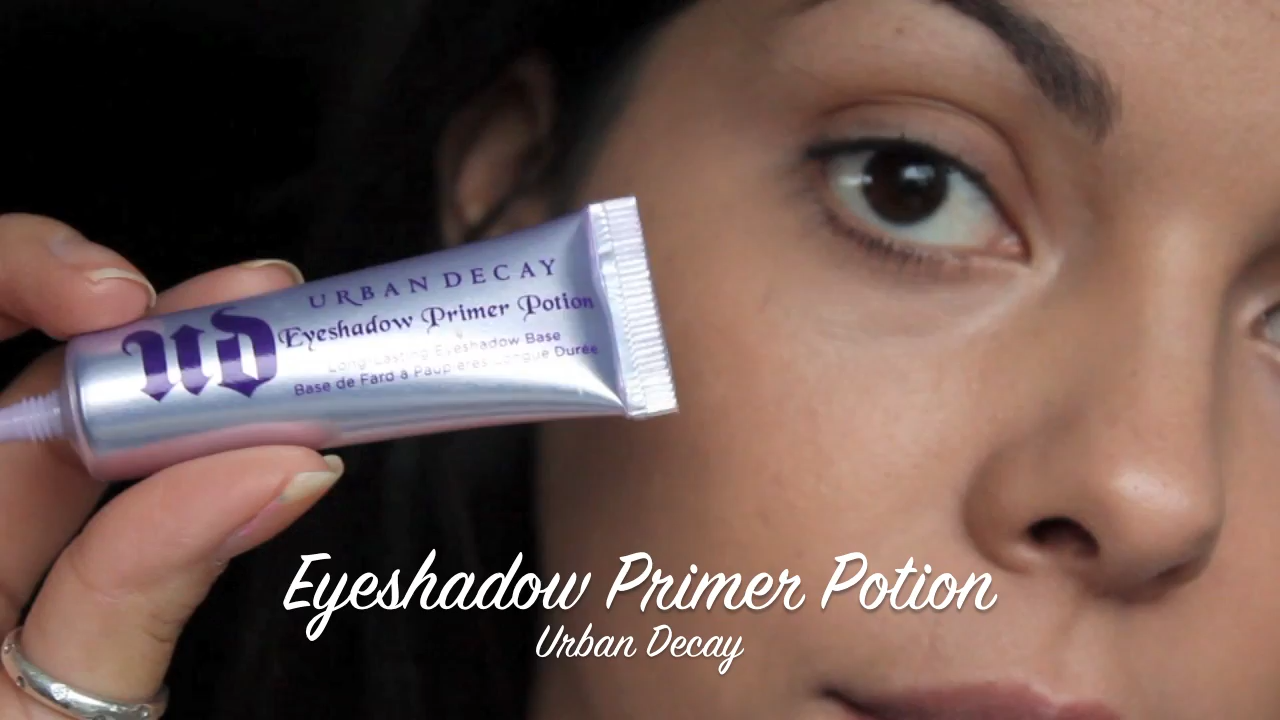 URBAN DECAY
UD
Eyeshadow Primer Potion
Long-Lasting Eyeshadow Base
Base de Fard à Paupières Longue Durée
Eyeshadow Primer Potion
Urban Decay